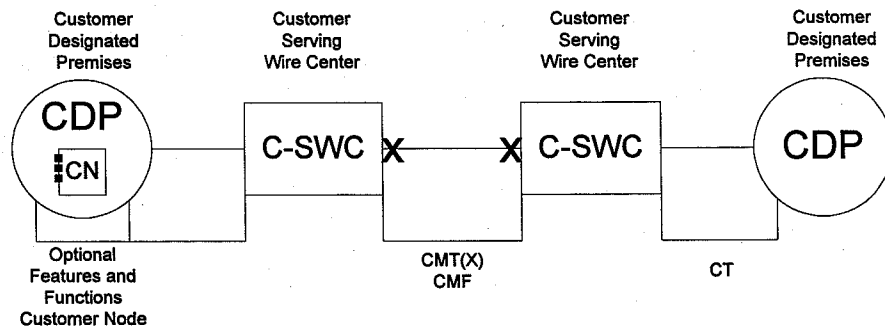 Customer
Designated
Premises
Customer
Serving
Wire Center
Customer
Serving
Wire Center
Customer
Designated
Premises
CDP
CN
C-SWC
X
X
C-SWC
CDP
Optional
Features and
Functions
Customer Node
CMT(X)
CMF
CT